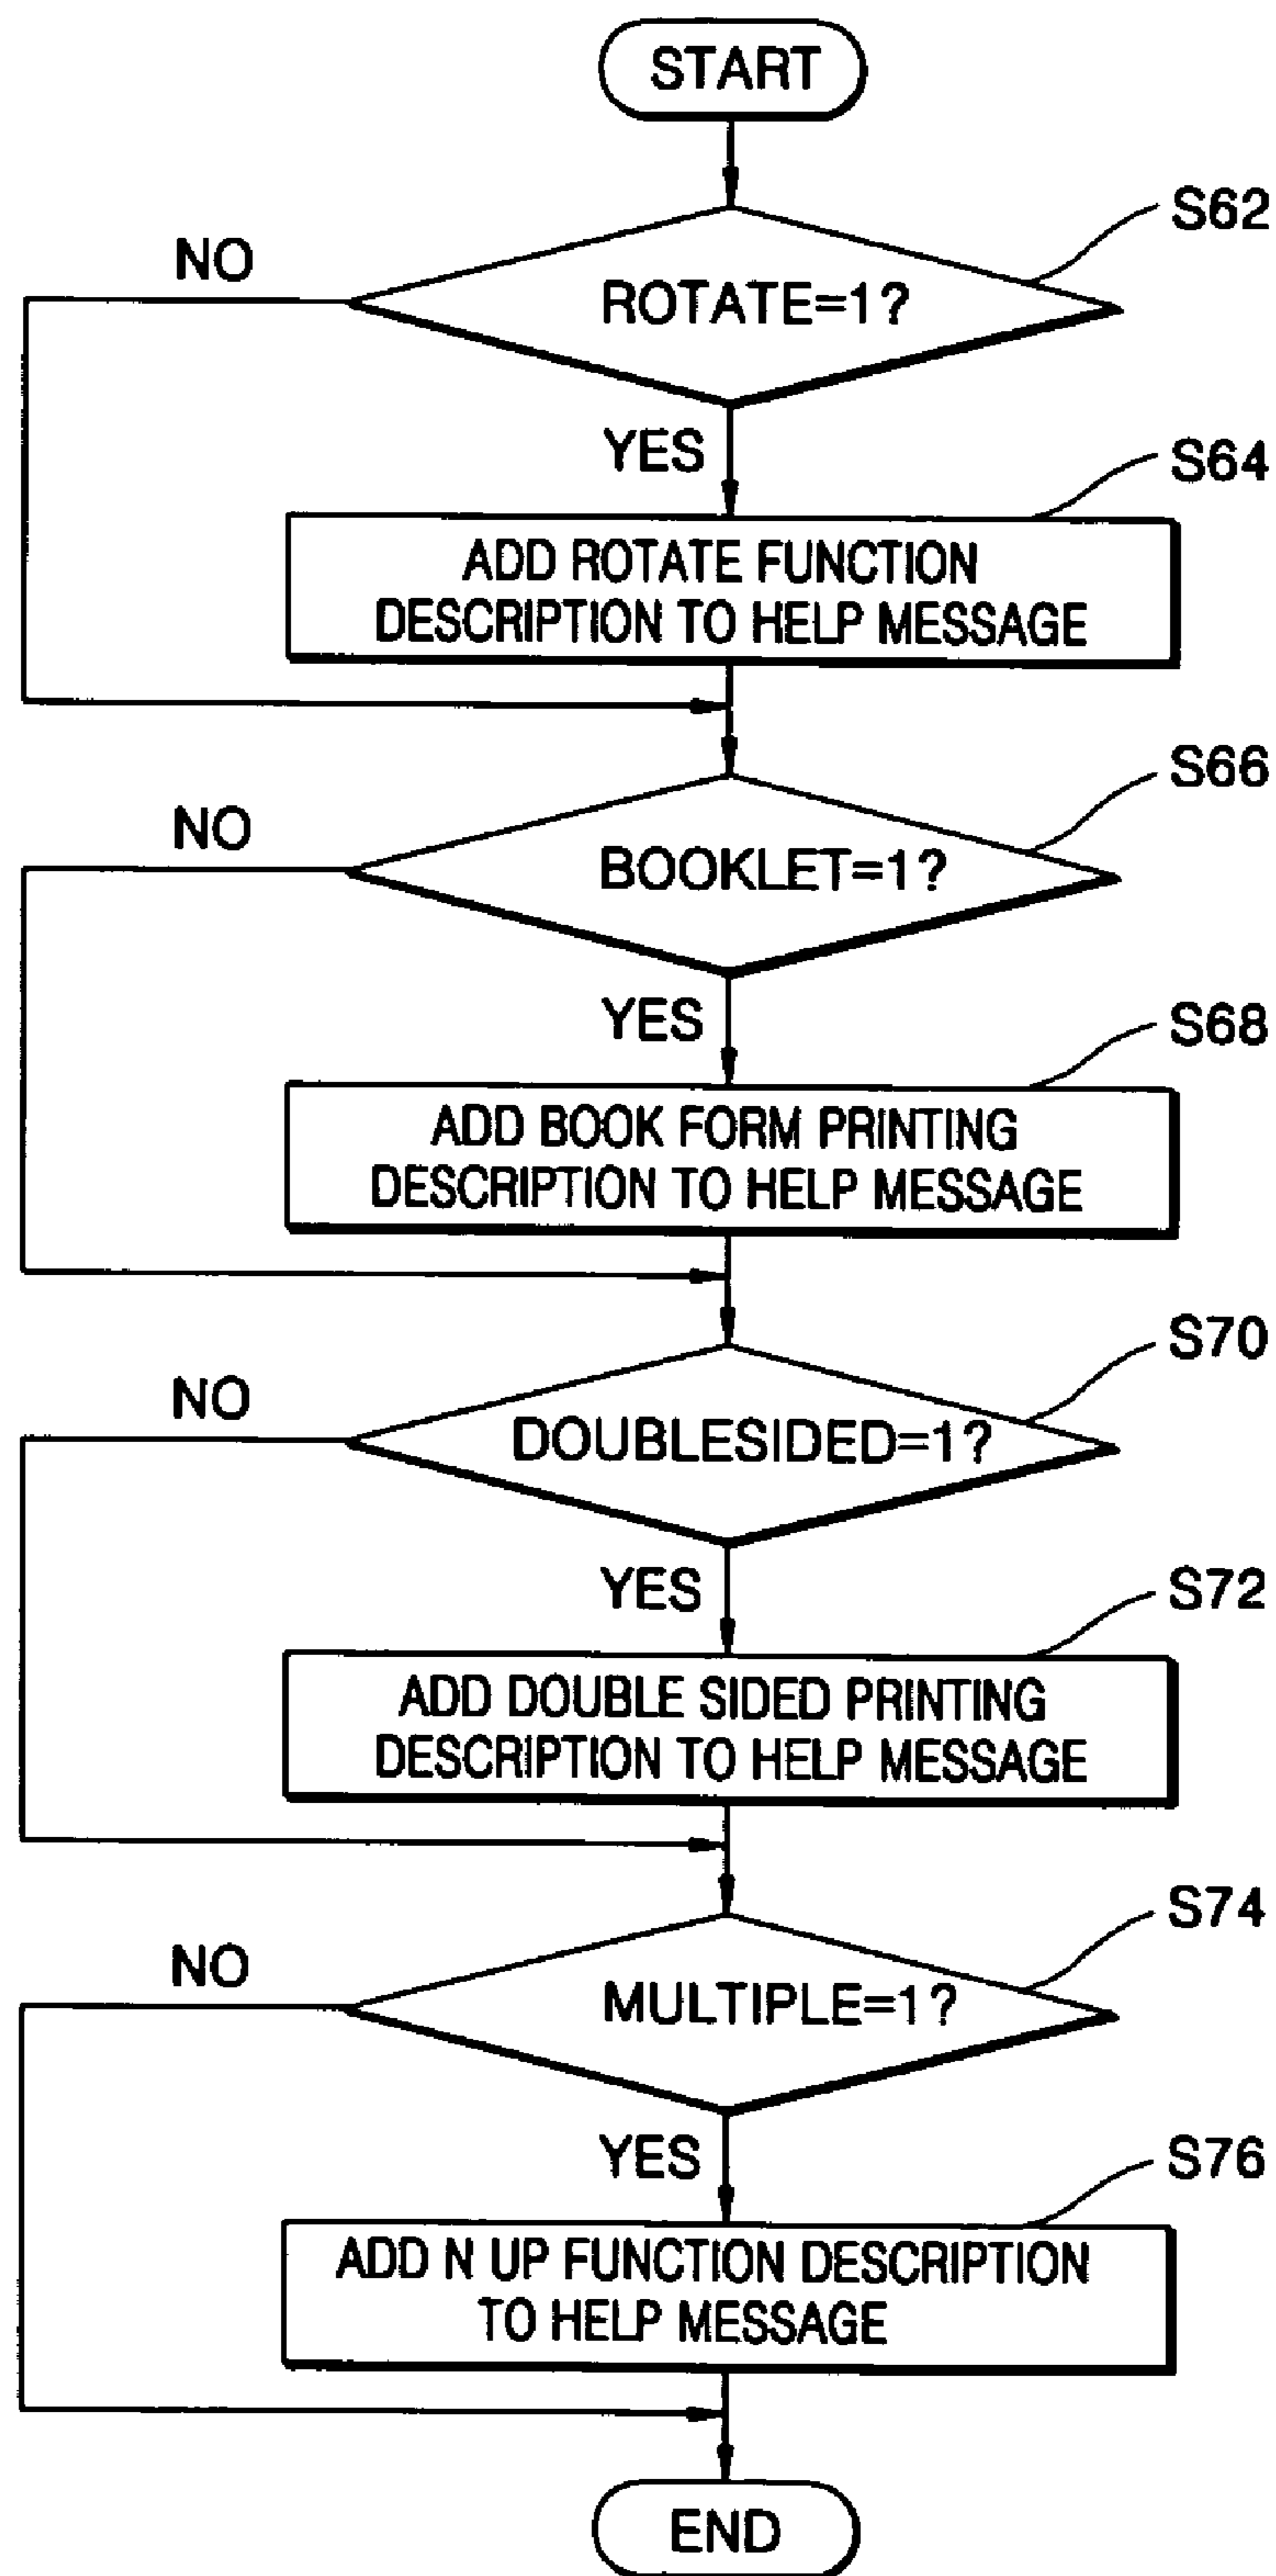 START
S62
NO
ROTATE=1?
YES
S64
ADD ROTATE FUNCTION
DESCRIPTION TO HELP MESSAGE
S66
NO
BOOKLET=1?
YES
S68
ADD BOOK FORM PRINTING
DESCRIPTION TO HELP MESSAGE
S70
NO
DOUBLESIDED=1?
YES
S72
ADD DOUBLE SIDED PRINTING
DESCRIPTION TO HELP MESSAGE
S74
NO
MULTIPLE=1?
YES
S76
ADD N UP FUNCTION DESCRIPTION
TO HELP MESSAGE
END